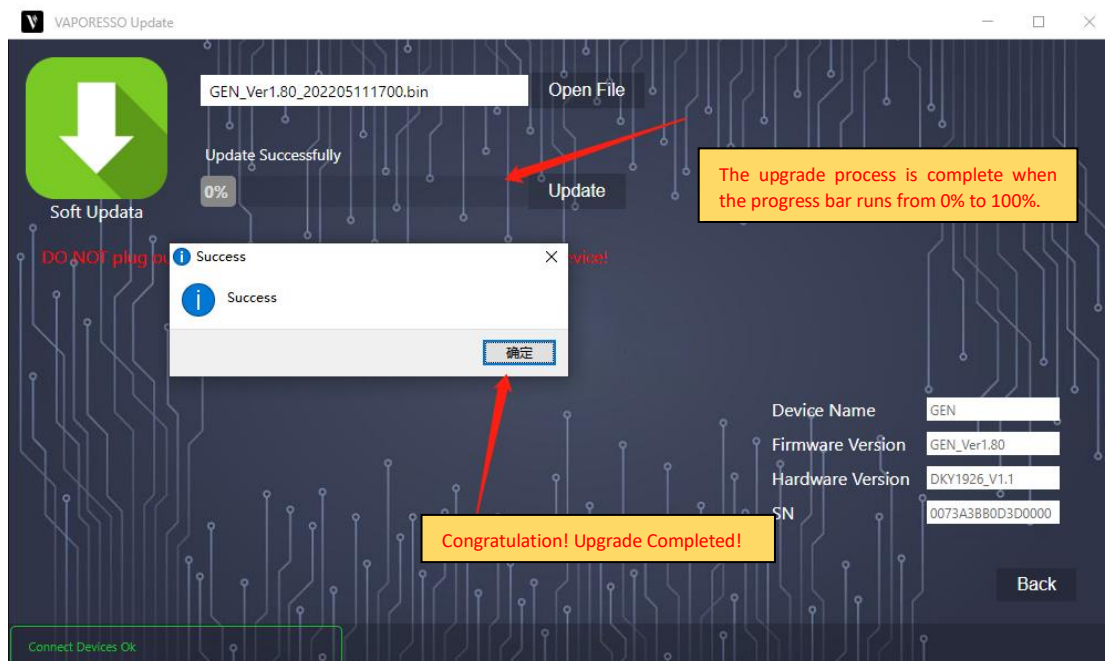 VAPORESSO Update
GEN_Ver1.80_202205111700.bin
Open File
Update Successfully
0%
Update
Soft Updata
The upgrade process is complete when
the progress bar runs from 0% to 100%.
DO NOT plug
vice!
Success
Success
确定
Device Name
GEN
Firmware Version
GEN_Ver1.80
Hardware Version
DKY1926_V1.1
SN
0073A3BB0D3D0000
Congratulation! Upgrade Completed!
Back
Connect Devices Ok